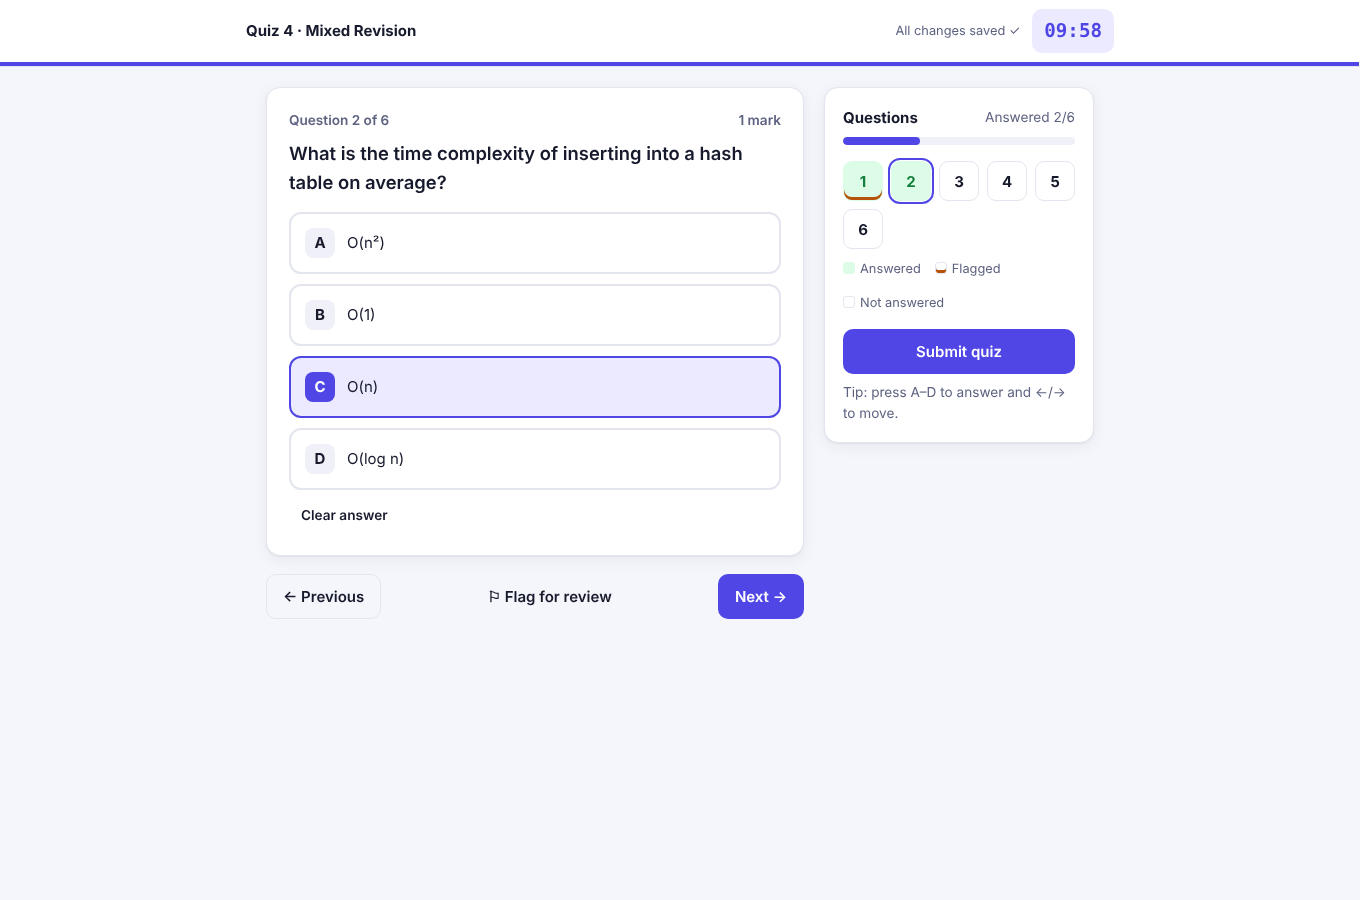 Quiz 4 · Mixed Revision
All changes saved ✓
09:58
Question 2 of 6
1 mark
What is the time complexity of inserting into a hash
table on average?
A O(n²)
B O(1)
C O(n)
D O(log n)
Clear answer
← Previous
⚐ Flag for review
Next →
Questions
Answered 2/6
1 2 3 4 5
6
Answered Flagged
Not answered
Submit quiz
Tip: press A–D to answer and ←/→
to move.